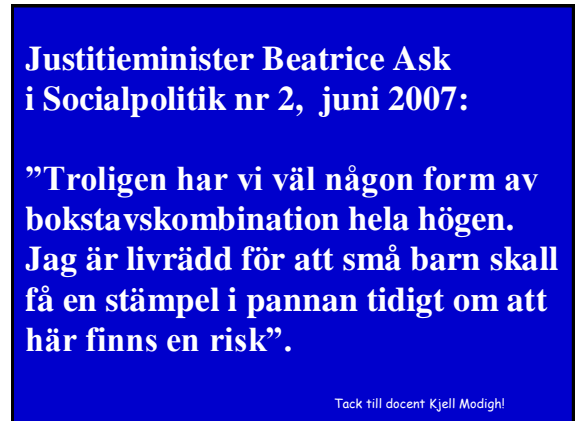 Justitieminister Beatrice Ask
i Socialpolitik nr 2, juni 2007:
”Troligen har vi väl någon form av
bokstavskombination hela högen.
Jag är livrädd för att små barn skall
få en stämpel i pannan tidigt om att
här finns en risk”.
Tack till docent Kjell Modigh!